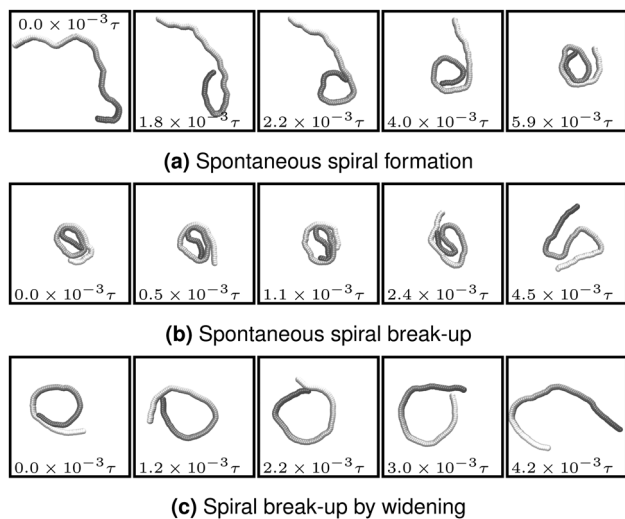 0.0 × 10⁻³τ
1.8 × 10⁻³τ
2.2 × 10⁻³τ
4.0 × 10⁻³τ
5.9 × 10⁻³τ
(a) Spontaneous spiral formation
0.0 × 10⁻³τ
0.5 × 10⁻³τ
1.1 × 10⁻³τ
2.4 × 10⁻³τ
4.5 × 10⁻³τ
(b) Spontaneous spiral break-up
0.0 × 10⁻³τ
1.2 × 10⁻³τ
2.2 × 10⁻³τ
3.0 × 10⁻³τ
4.2 × 10⁻³τ
(c) Spiral break-up by widening